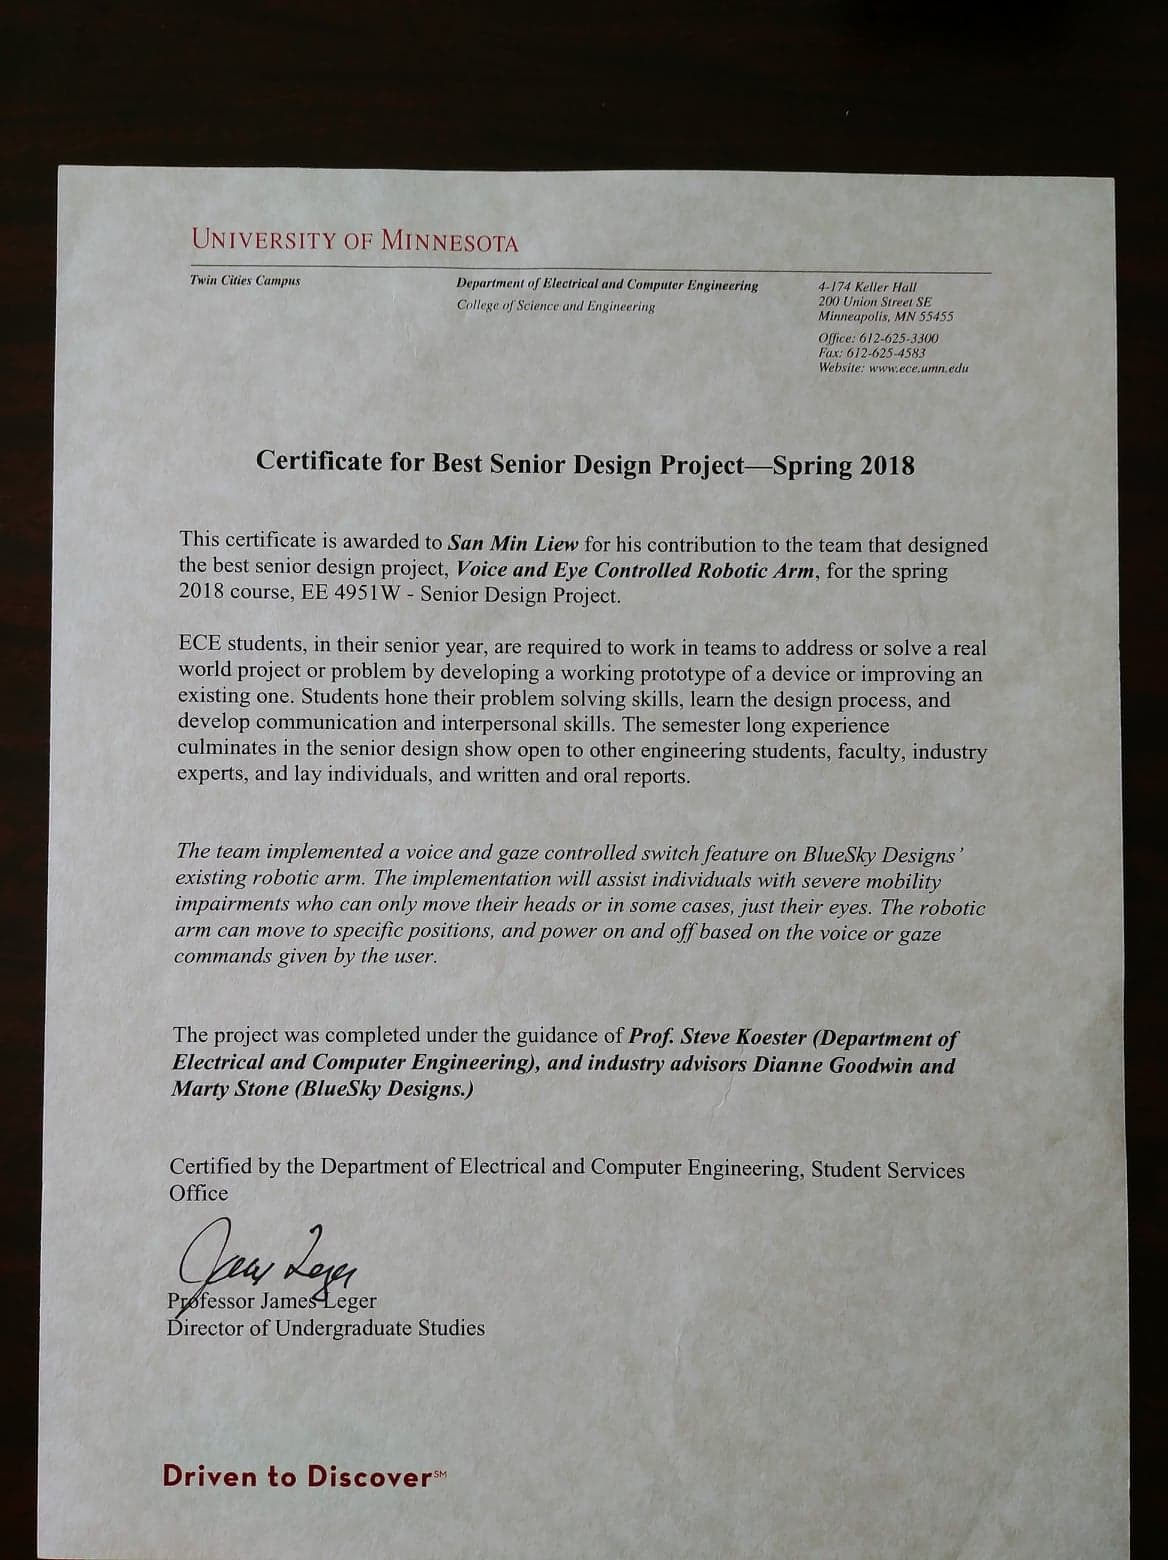 UNIVERSITY OF MINNESOTA
Twin Cities Campus
Department of Electrical and Computer Engineering
College of Science and Engineering
4-174 Keller Hall
200 Union Street SE
Minneapolis, MN 55455
Office: 612-625-3300
Fax: 612-625-4583
Website: www.ece.umn.edu
Certificate for Best Senior Design Project—Spring 2018
This certificate is awarded to San Min Liew for his contribution to the team that designed
the best senior design project, Voice and Eye Controlled Robotic Arm, for the spring
2018 course, EE 4951W - Senior Design Project.
ECE students, in their senior year, are required to work in teams to address or solve a real
world project or problem by developing a working prototype of a device or improving an
existing one. Students hone their problem solving skills, learn the design process, and
develop communication and interpersonal skills. The semester long experience
culminates in the senior design show open to other engineering students, faculty, industry
experts, and lay individuals, and written and oral reports.
The team implemented a voice and gaze controlled switch feature on BlueSky Designs’
existing robotic arm. The implementation will assist individuals with severe mobility
impairments who can only move their heads or in some cases, just their eyes. The robotic
arm can move to specific positions, and power on and off based on the voice or gaze
commands given by the user.
The project was completed under the guidance of Prof. Steve Koester (Department of
Electrical and Computer Engineering), and industry advisors Dianne Goodwin and
Marty Stone (BlueSky Designs.)
Certified by the Department of Electrical and Computer Engineering, Student Services
Office
James Leger
Professor James Leger
Director of Undergraduate Studies
Driven to Discover℠